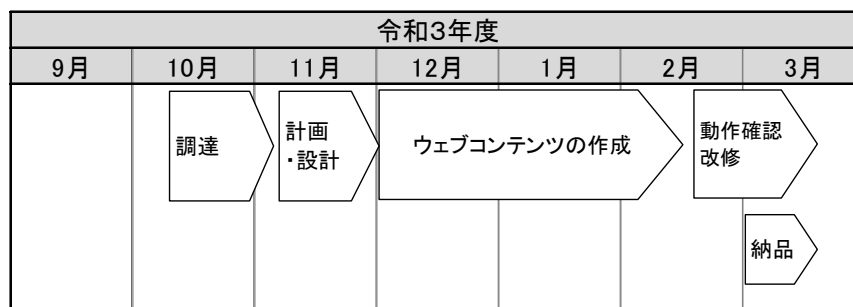 令和3年度
9月 10月 11月 12月 1月 2月 3月
調達
計画
・設計
ウェブコンテンツの作成
動作確認
改修
納品